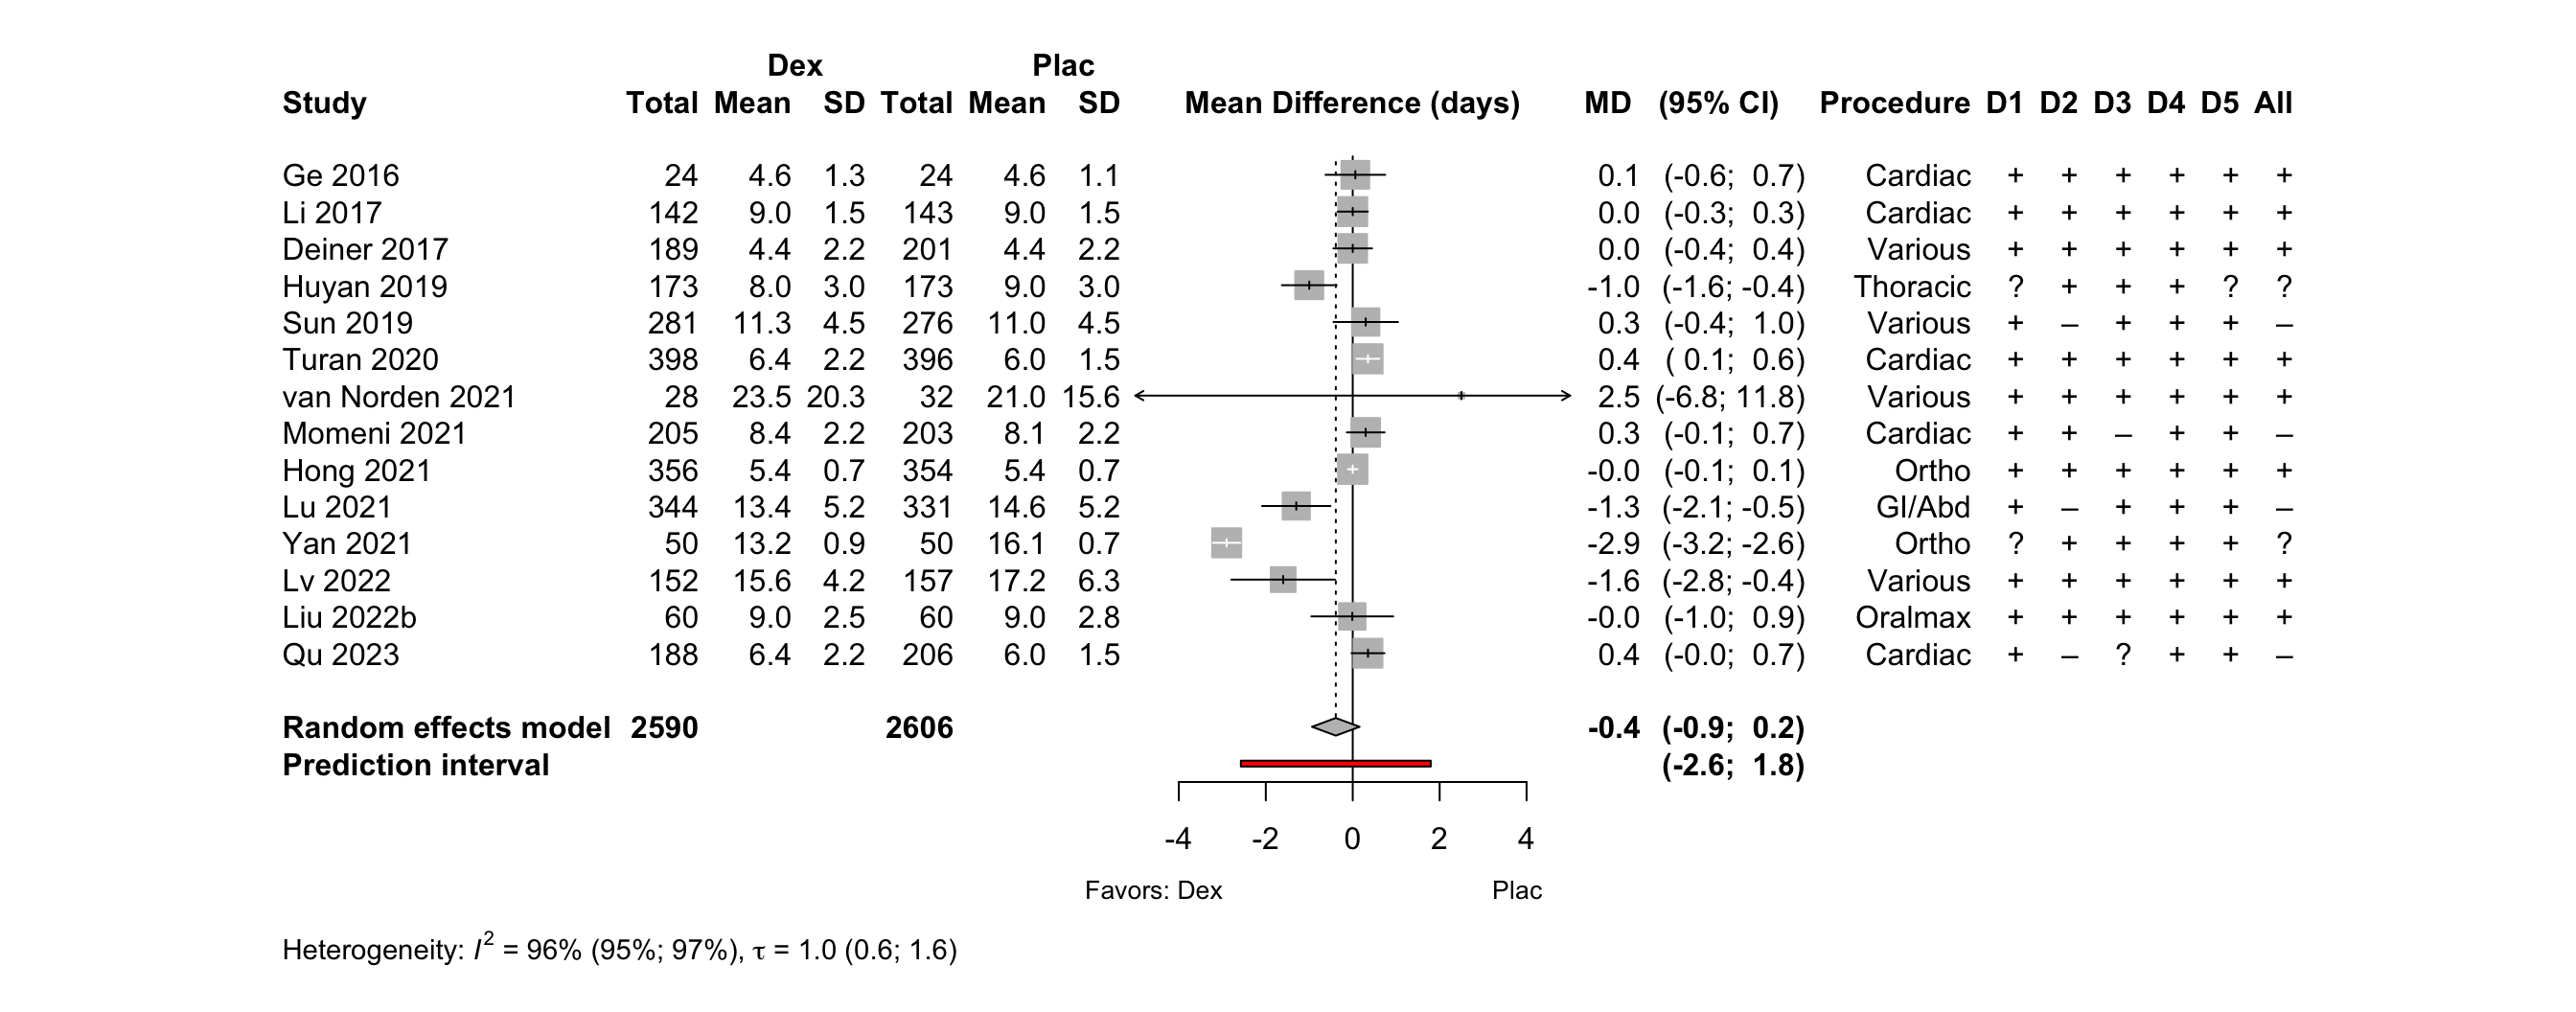 Dex Plac
Study Total Mean SD Total Mean SD Mean Difference (days) MD (95% CI) Procedure D1 D2 D3 D4 D5 All
Ge 2016 24 4.6 1.3 24 4.6 1.1 0.1 (-0.6; 0.7) Cardiac + + + + + +
Li 2017 142 9.0 1.5 143 9.0 1.5 0.0 (-0.3; 0.3) Cardiac + + + + + +
Deiner 2017 189 4.4 2.2 201 4.4 2.2 0.0 (-0.4; 0.4) Various + + + + + +
Huyan 2019 173 8.0 3.0 173 9.0 3.0 -1.0 (-1.6; -0.4) Thoracic ? + + + ? ?
Sun 2019 281 11.3 4.5 276 11.0 4.5 0.3 (-0.4; 1.0) Various + – + + + –
Turan 2020 398 6.4 2.2 396 6.0 1.5 0.4 ( 0.1; 0.6) Cardiac + + + + + +
van Norden 2021 28 23.5 20.3 32 21.0 15.6 2.5 (-6.8; 11.8) Various + + + + + +
Momeni 2021 205 8.4 2.2 203 8.1 2.2 0.3 (-0.1; 0.7) Cardiac + + – + + –
Hong 2021 356 5.4 0.7 354 5.4 0.7 -0.0 (-0.1; 0.1) Ortho + + + + + +
Lu 2021 344 13.4 5.2 331 14.6 5.2 -1.3 (-2.1; -0.5) GI/Abd + – + + + –
Yan 2021 50 13.2 0.9 50 16.1 0.7 -2.9 (-3.2; -2.6) Ortho ? + + + + ?
Lv 2022 152 15.6 4.2 157 17.2 6.3 -1.6 (-2.8; -0.4) Various + + + + + +
Liu 2022b 60 9.0 2.5 60 9.0 2.8 -0.0 (-1.0; 0.9) Oralmax + + + + + +
Qu 2023 188 6.4 2.2 206 6.0 1.5 0.4 (-0.0; 0.7) Cardiac + – ? + + –
Random effects model 2590 2606 -0.4 (-0.9; 0.2)
Prediction interval (-2.6; 1.8)
-4 -2 0 2 4
Favors: Dex Plac
Heterogeneity: I² = 96% (95%; 97%), τ = 1.0 (0.6; 1.6)